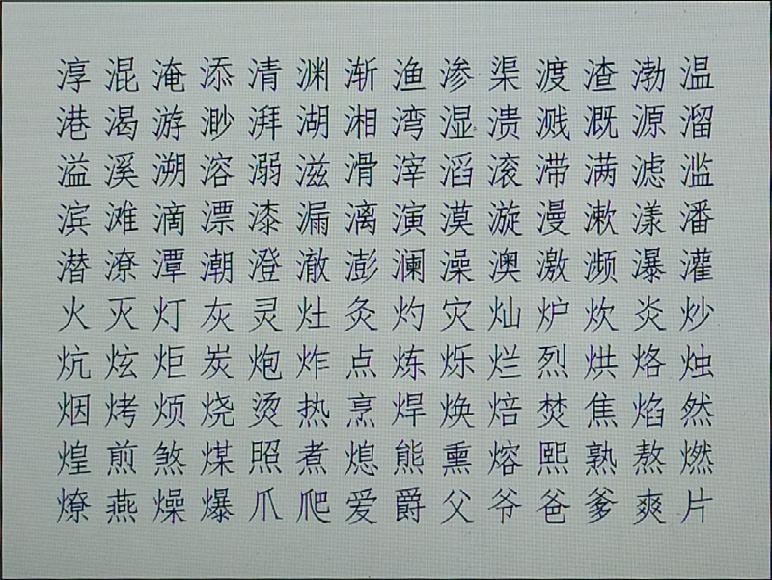 淳混淹添清渊渐渔渗渠渡渣渤温
港渴游渺湃湖湘湾湿溃溅溉源溜
溢溪溯溶溺滋滑滓滔滚滞满滤滥
滨滩滴漂漆漏漓演漠漩漫漱漾潘
潜潦潭潮澄澈澎澜澡澳激濒瀑灌
火灭灯灰灵灶灸灼灾灿炉炊炎炒
炕炫炬炭炮炸点炼烁烂烈烘烙烛
烟烤烦烧烫热烹焊焕焙焚焦焰然
煌煎煞煤照煮熄熊熏熔熙熟熬燃
燎燕燥爆爪爬爱爵父爷爸爹爽片